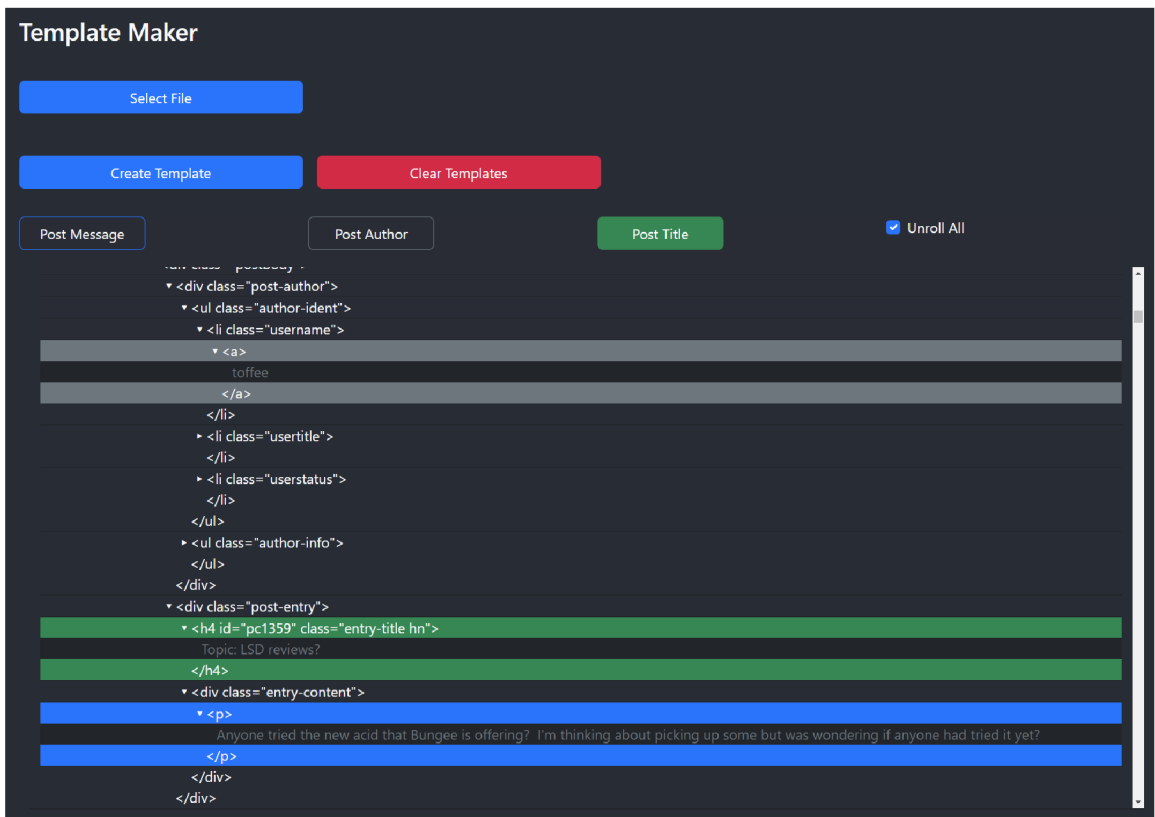 Template Maker
Select File
Create Template
Clear Templates
Post Message
Post Author
Post Title
Unroll All
<div class="postbody">
▾ <div class="post-author">
▾ <ul class="author-ident">
▾ <li class="username">
▾ <a>
toffee
</a>
</li>
▸ <li class="usertitle">
</li>
▸ <li class="userstatus">
</li>
</ul>
▸ <ul class="author-info">
</ul>
</div>
▾ <div class="post-entry">
▾ <h4 id="pc1359" class="entry-title hn">
Topic: LSD reviews?
</h4>
▾ <div class="entry-content">
▾ <p>
Anyone tried the new acid that Bungee is offering?  I'm thinking about picking up some but was wondering if anyone had tried it yet?
</p>
</div>
</div>